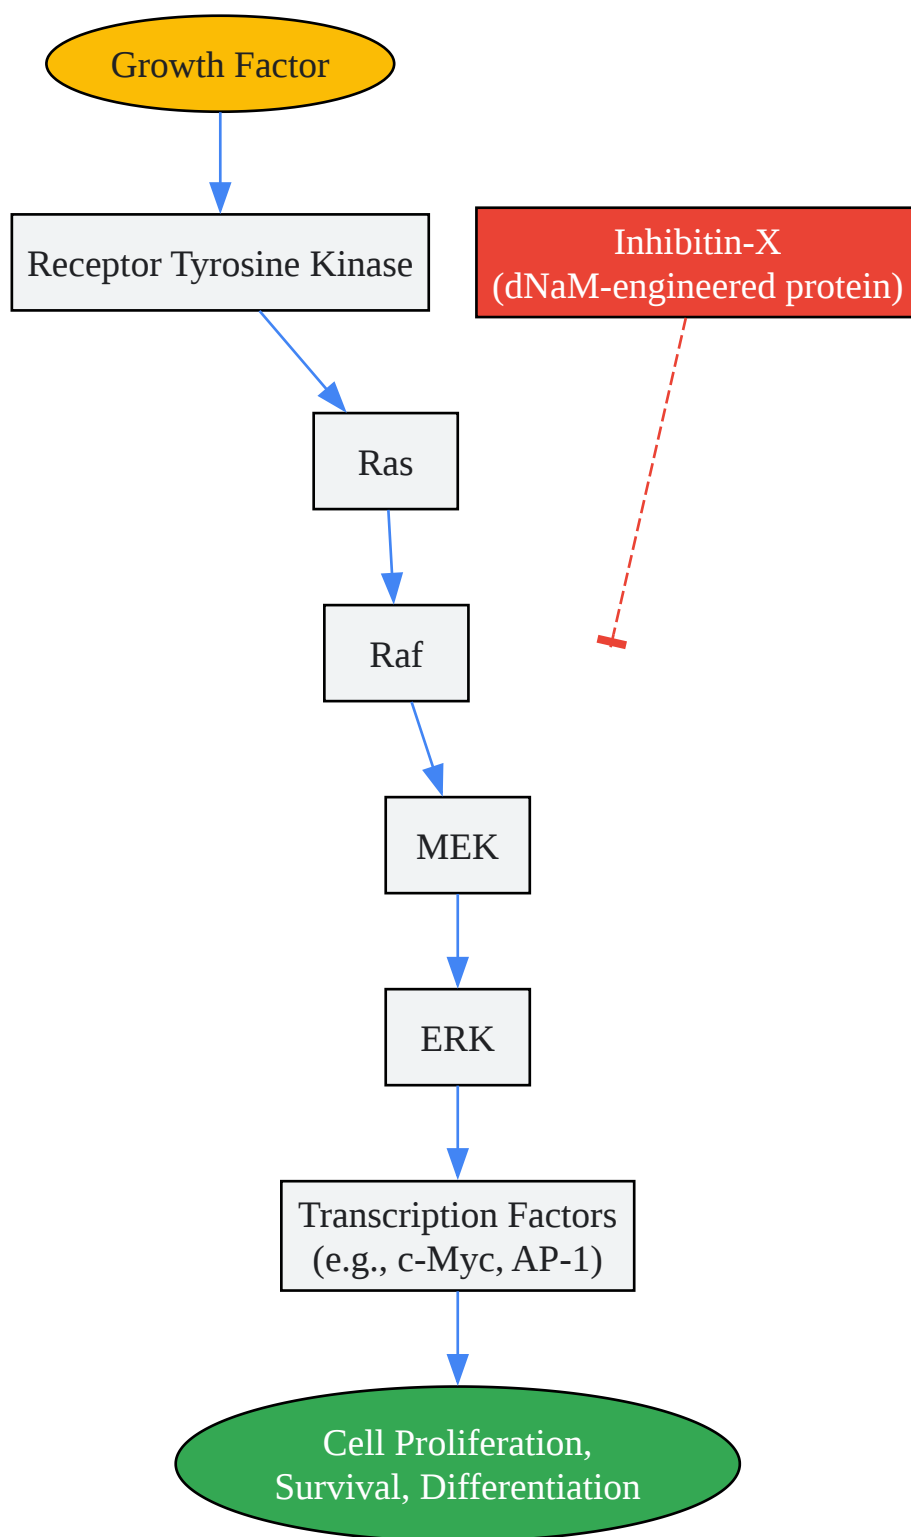 Growth Factor
Receptor Tyrosine Kinase
Inhibitin-X
(dNaM-engineered protein)
Ras
Raf
MEK
ERK
Transcription Factors
(e.g., c-Myc, AP-1)
Cell Proliferation,
Survival, Differentiation